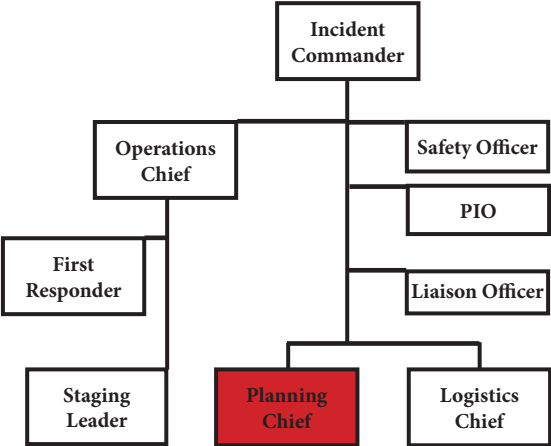 Incident
Commander
Operations
Chief
Safety Officer
PIO
First
Responder
Liaison Officer
Staging
Leader
Planning
Chief
Logistics
Chief